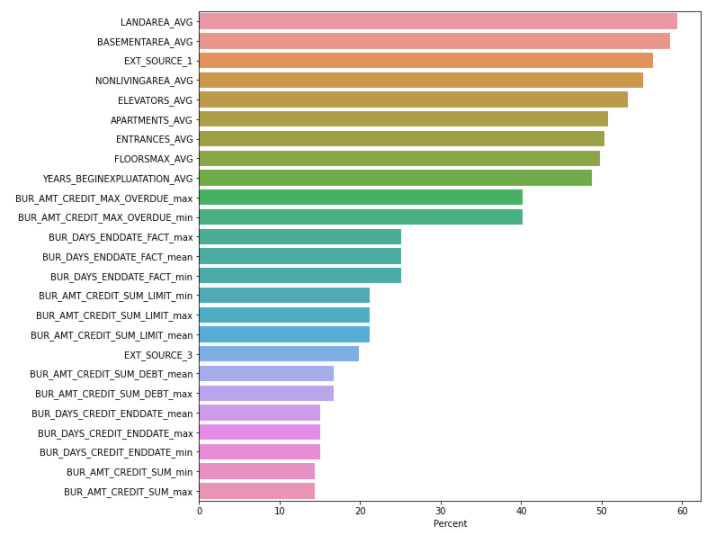 LANDAREA_AVG
BASEMENTAREA_AVG
EXT_SOURCE_1
NONLIVINGAREA_AVG
ELEVATORS_AVG
APARTMENTS_AVG
ENTRANCES_AVG
FLOORSMAX_AVG
YEARS_BEGINEXPLUATATION_AVG
BUR_AMT_CREDIT_MAX_OVERDUE_max
BUR_AMT_CREDIT_MAX_OVERDUE_min
BUR_DAYS_ENDDATE_FACT_max
BUR_DAYS_ENDDATE_FACT_mean
BUR_DAYS_ENDDATE_FACT_min
BUR_AMT_CREDIT_SUM_LIMIT_min
BUR_AMT_CREDIT_SUM_LIMIT_max
BUR_AMT_CREDIT_SUM_LIMIT_mean
EXT_SOURCE_3
BUR_AMT_CREDIT_SUM_DEBT_mean
BUR_AMT_CREDIT_SUM_DEBT_max
BUR_DAYS_CREDIT_ENDDATE_mean
BUR_DAYS_CREDIT_ENDDATE_max
BUR_DAYS_CREDIT_ENDDATE_min
BUR_AMT_CREDIT_SUM_min
BUR_AMT_CREDIT_SUM_max
0 10 20 30 40 50 60
Percent